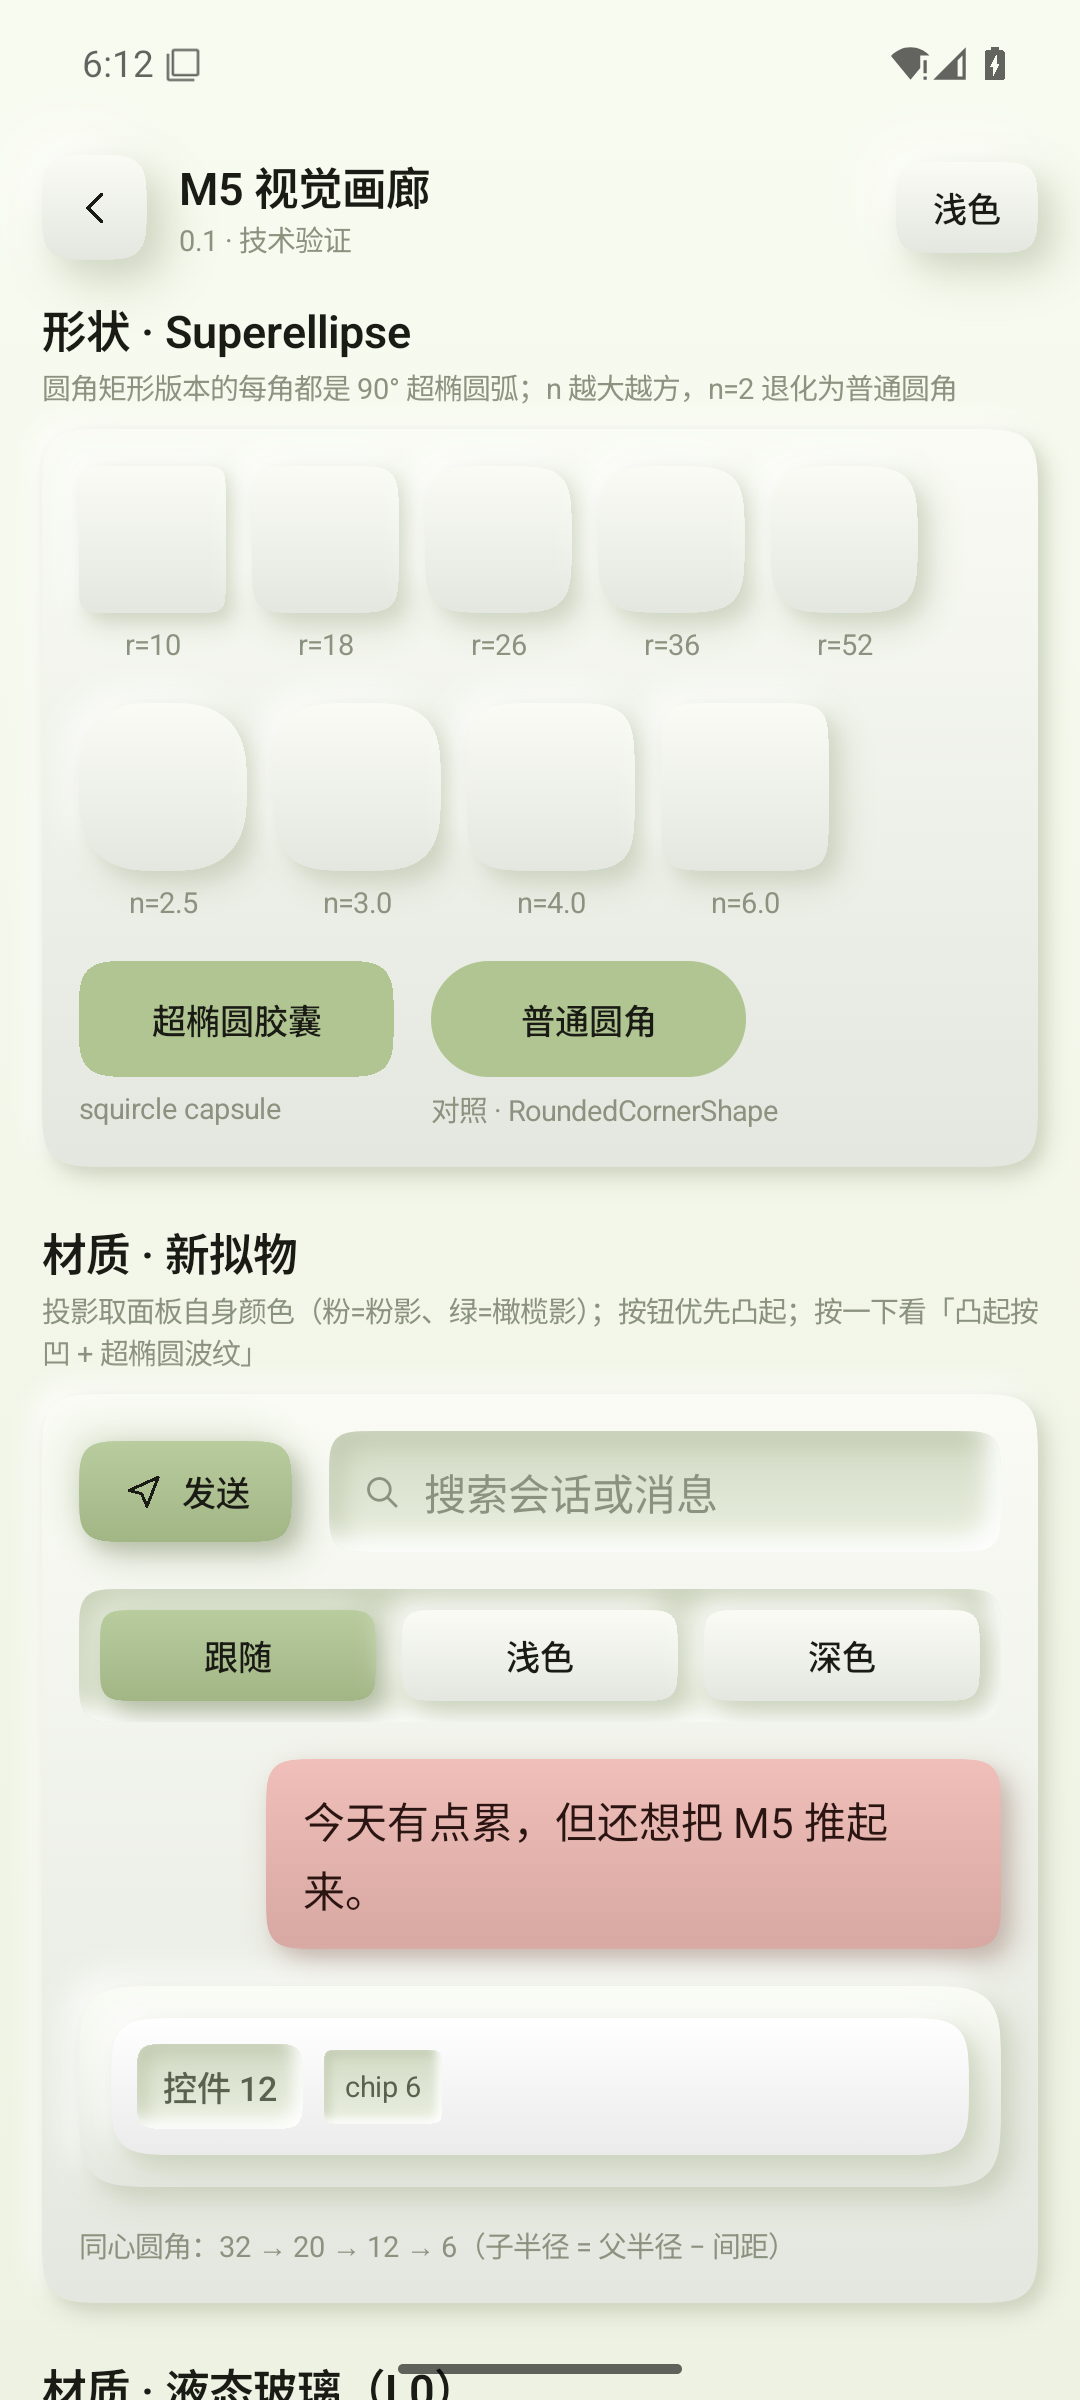 6:12
M5 视觉画廊
0.1 · 技术验证
浅色
形状 · Superellipse
圆角矩形版本的每角都是 90° 超椭圆弧；n 越大越方，n=2 退化为普通圆角
r=10 r=18 r=26 r=36 r=52
n=2.5 n=3.0 n=4.0 n=6.0
超椭圆胶囊 普通圆角
squircle capsule 对照 · RoundedCornerShape
材质 · 新拟物
投影取面板自身颜色（粉=粉影、绿=橄榄影）；按钮优先凸起；按一下看「凸起按
凹 + 超椭圆波纹」
发送 搜索会话或消息
跟随 浅色 深色
今天有点累，但还想把 M5 推起
来。
控件 12 chip 6
同心圆角：32 → 20 → 12 → 6（子半径 = 父半径 − 间距）
材质 · 液态玻璃（L0）